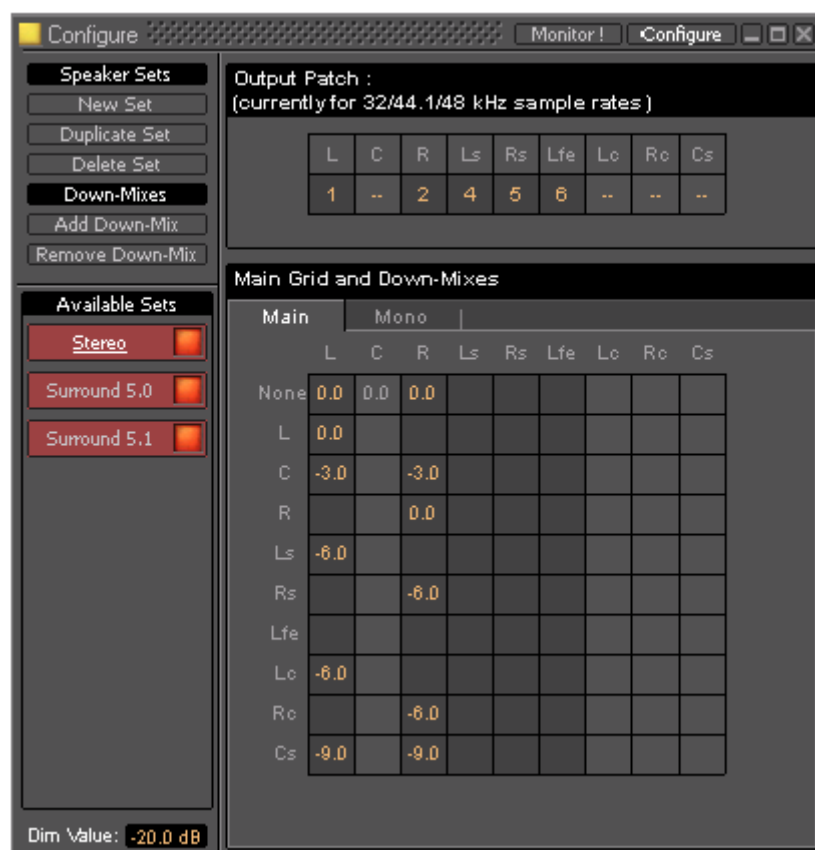 Configure Monitor! Configure
Speaker Sets
New Set
Duplicate Set
Delete Set
Down-Mixes
Add Down-Mix
Remove Down-Mix
Available Sets
Stereo
Surround 5.0
Surround 5.1
Dim Value: -20.0 dB
Output Patch :
(currently for 32/44.1/48 kHz sample rates )
L C R Ls Rs Lfe Lc Rc Cs
1 -- 2 4 5 6 -- -- --
Main Grid and Down-Mixes
Main Mono
L C R Ls Rs Lfe Lc Rc Cs
None 0.0 0.0 0.0
L 0.0
C -3.0 -3.0
R 0.0
Ls -6.0
Rs -6.0
Lfe
Lc -6.0
Rc -6.0
Cs -9.0 -9.0